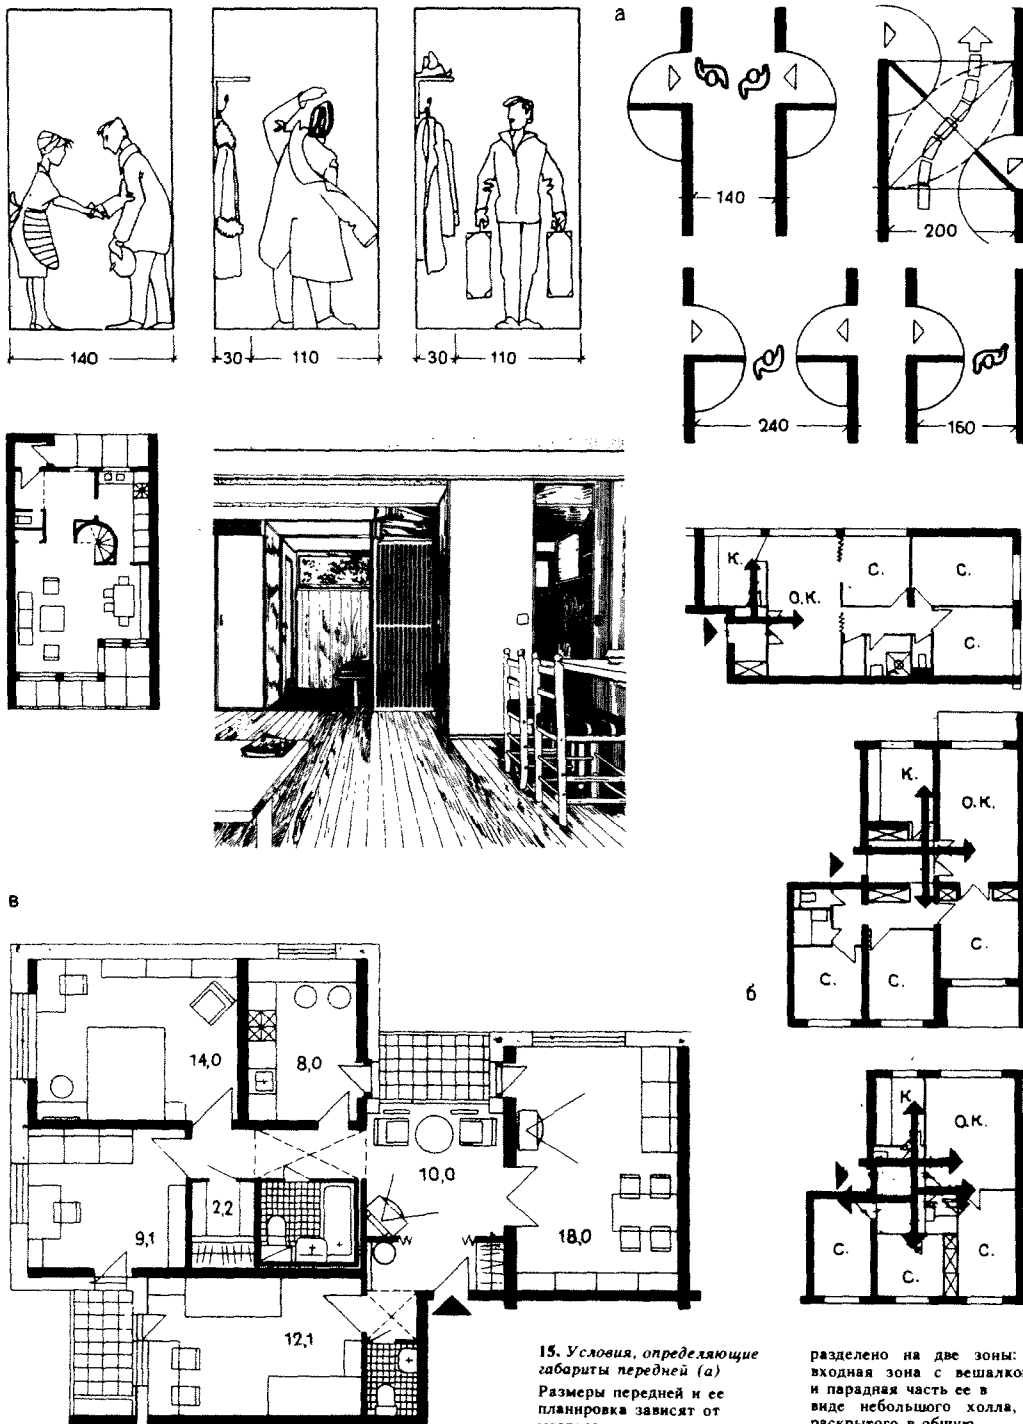 а
140
30
110
30
110
140
200
240
160
К.
О.К.
С.
С.
С.
К.
О.К.
С.
С.
С.
б
К.
О.К.
С.
С.
С.
в
14,0
8,0
10,0
18,0
2,2
9,1
12,1
15. Условия, определяющие
габариты передней (а)
Размеры передней и ее
планировка зависят от
разделено на две зоны:
входная зона с
и парадная часть ее в
виде небольшого холла,
раскрытого в общую